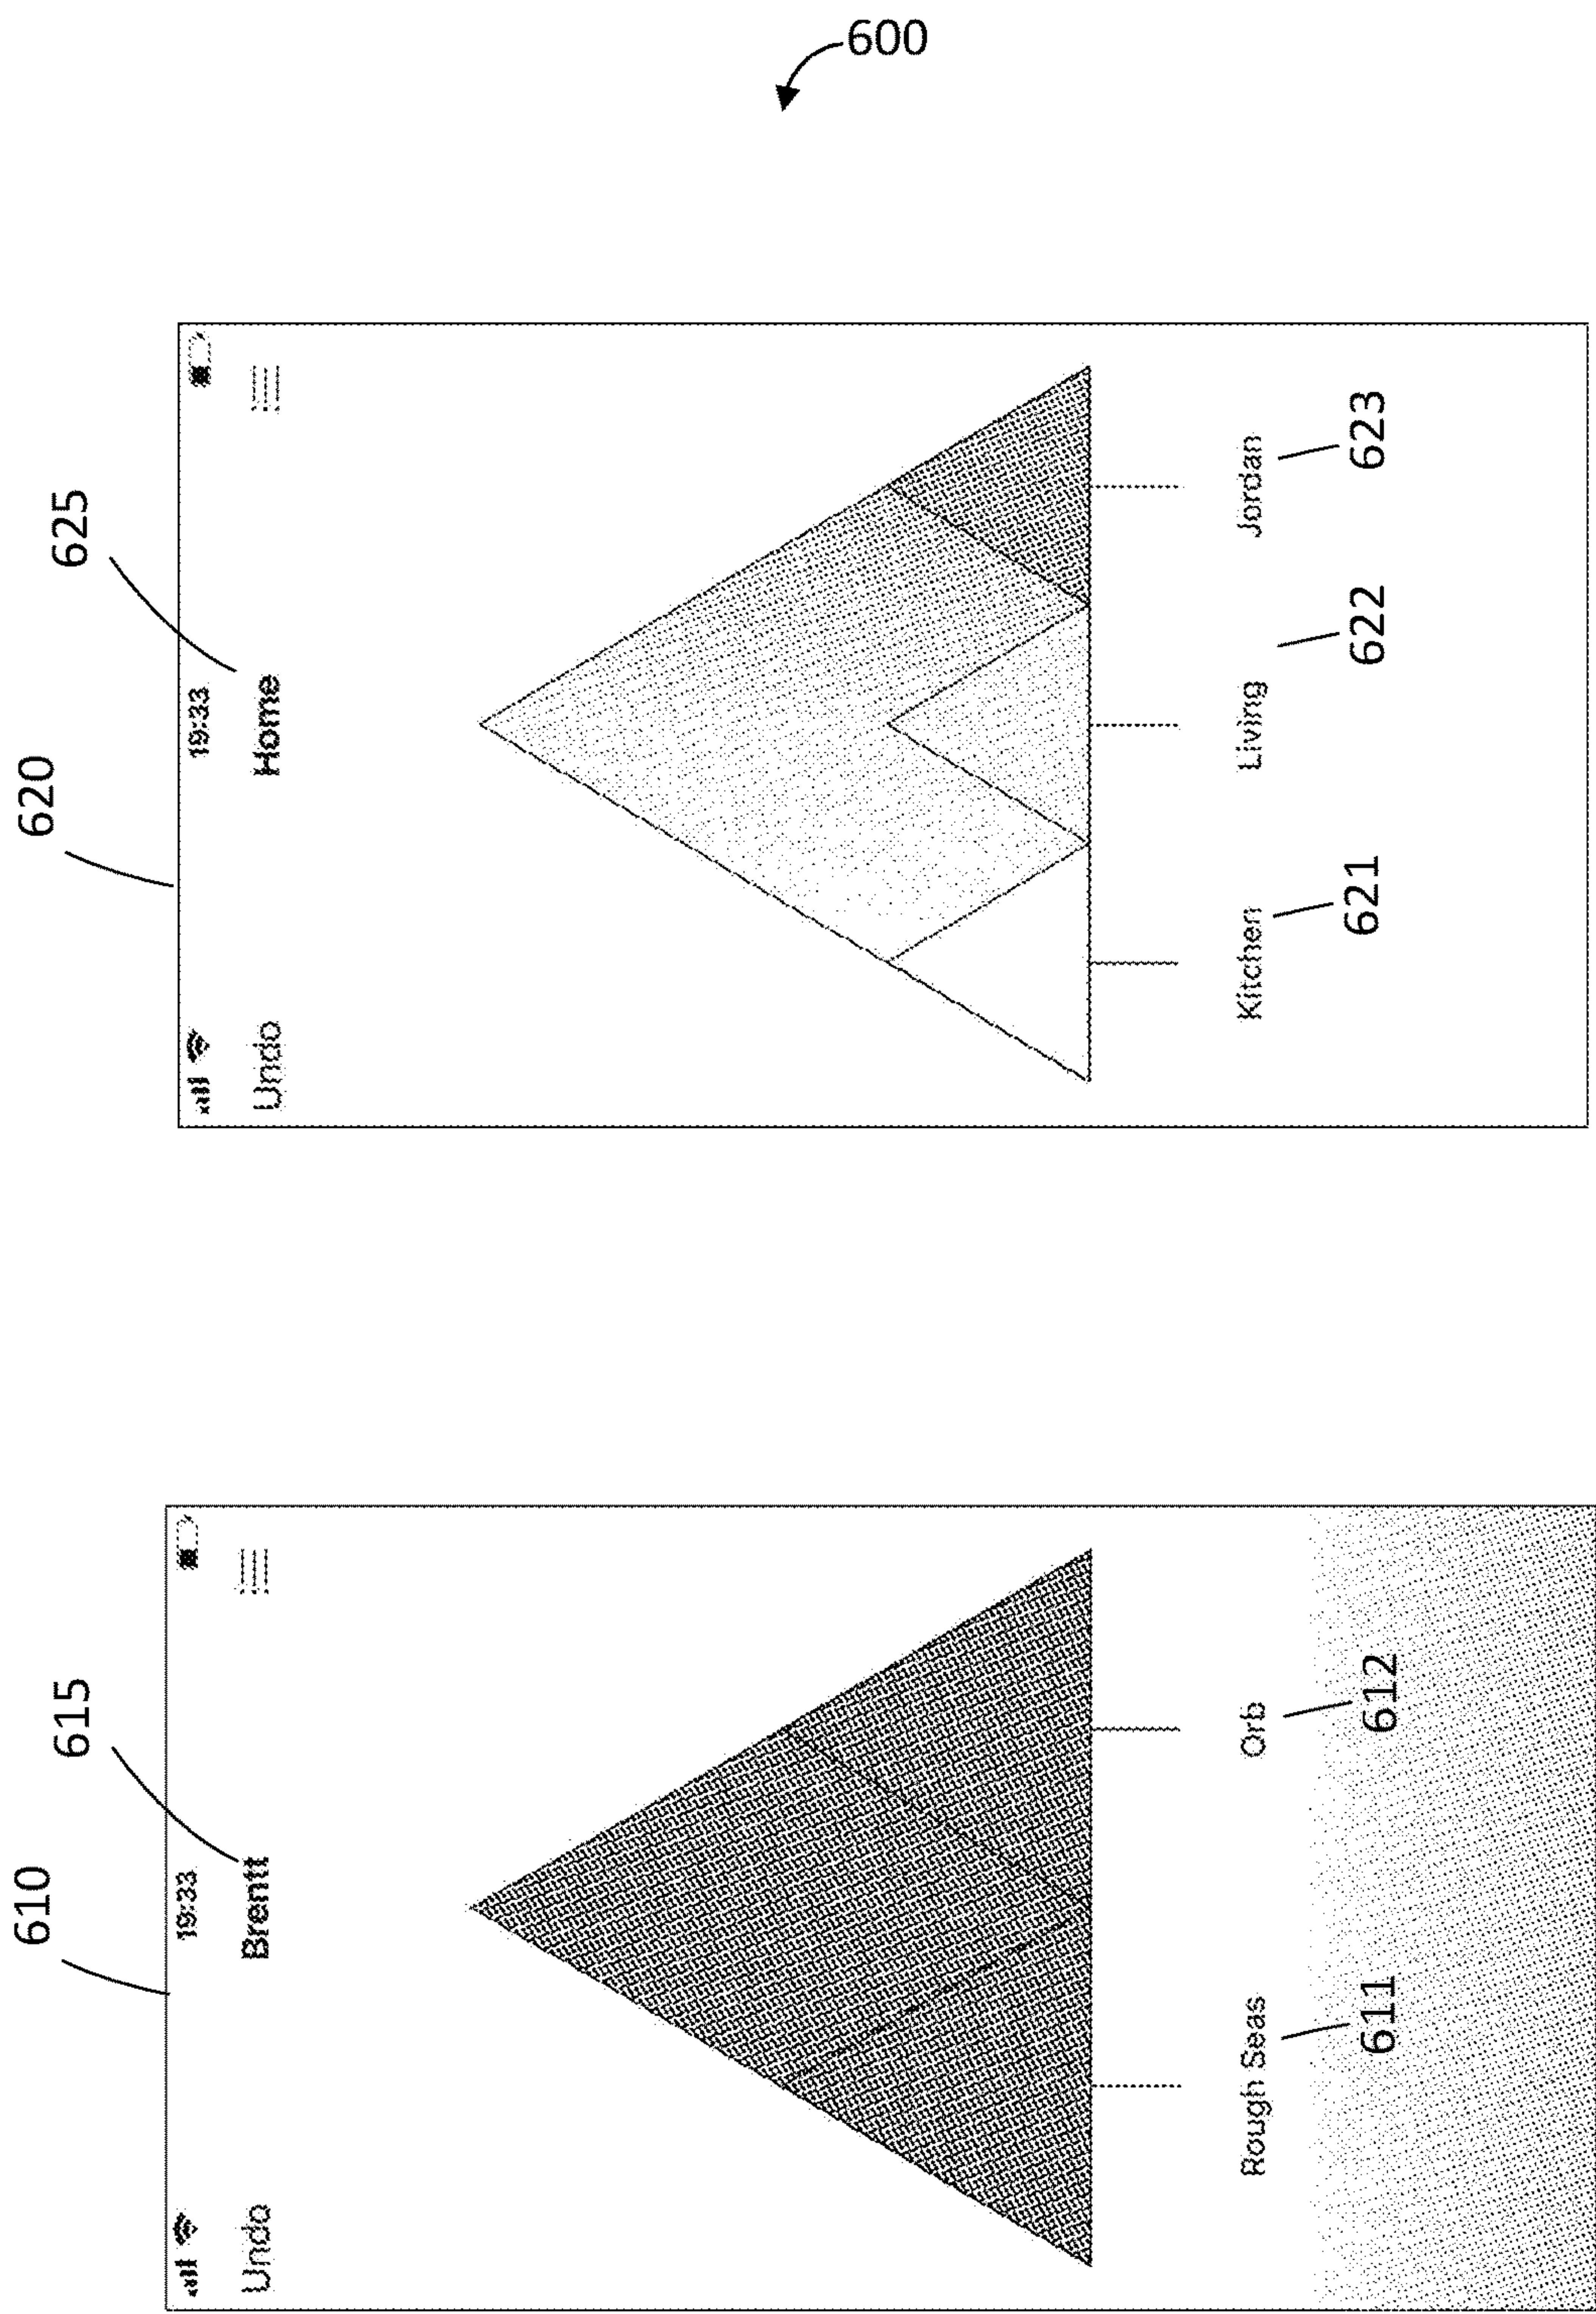 600
610
615
19:33
Undo
Brentt
Rough Seas
Orb
611
612
620
625
19:33
Undo
Home
Kitchen
Living
Jordan
621
622
623